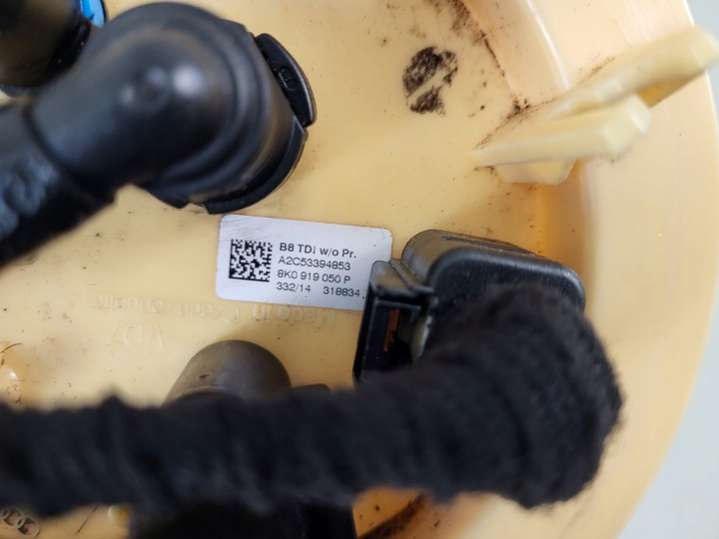 B8 TDI w/o Pr.
A2C53394853
8K0 919 050 P
332/14 318834